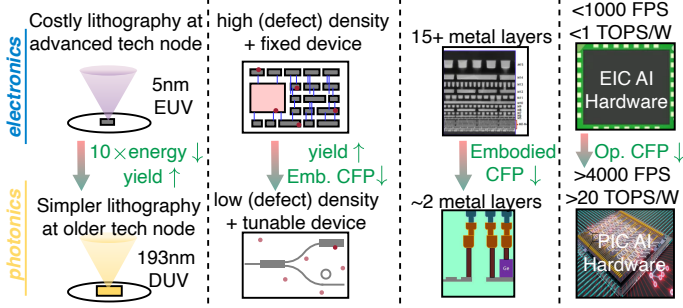 electronics
Costly lithography at
advanced tech node
5nm
EUV
10×energy ↓
yield ↑
photonics
Simpler lithography
at older tech node
193nm
DUV
high (defect) density
+ fixed device
yield ↑
Emb. CFP↓
low (defect) density
+ tunable device
15+ metal layers
Embodied
CFP ↓
~2 metal layers
Ge
<1000 FPS
<1 TOPS/W
EIC AI
Hardware
Op. CFP ↓
>4000 FPS
>20 TOPS/W
PIC AI
Hardware